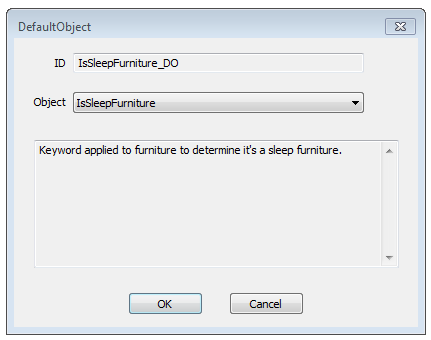 DefaultObject
ID IsSleepFurniture_DO
Object IsSleepFurniture
Keyword applied to furniture to determine it's a sleep furniture.
OK Cancel